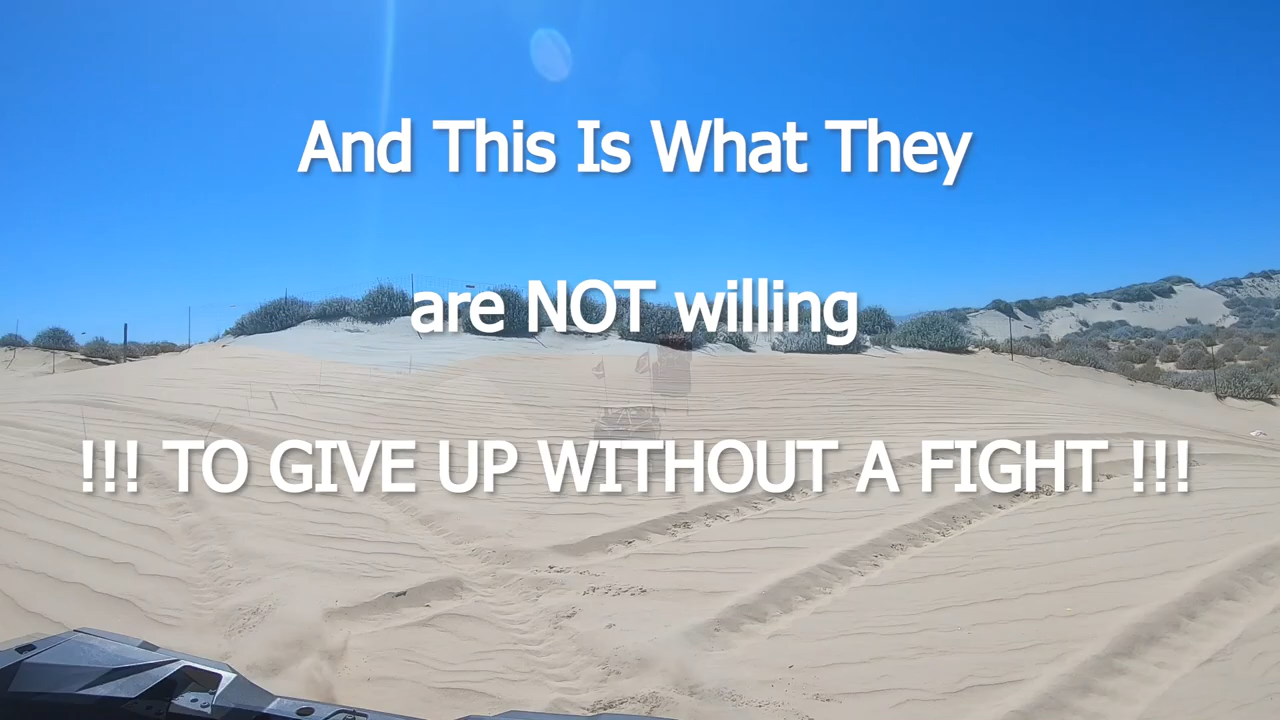 And This Is What They
are NOT willing
!!! TO GIVE UP WITHOUT A FIGHT !!!